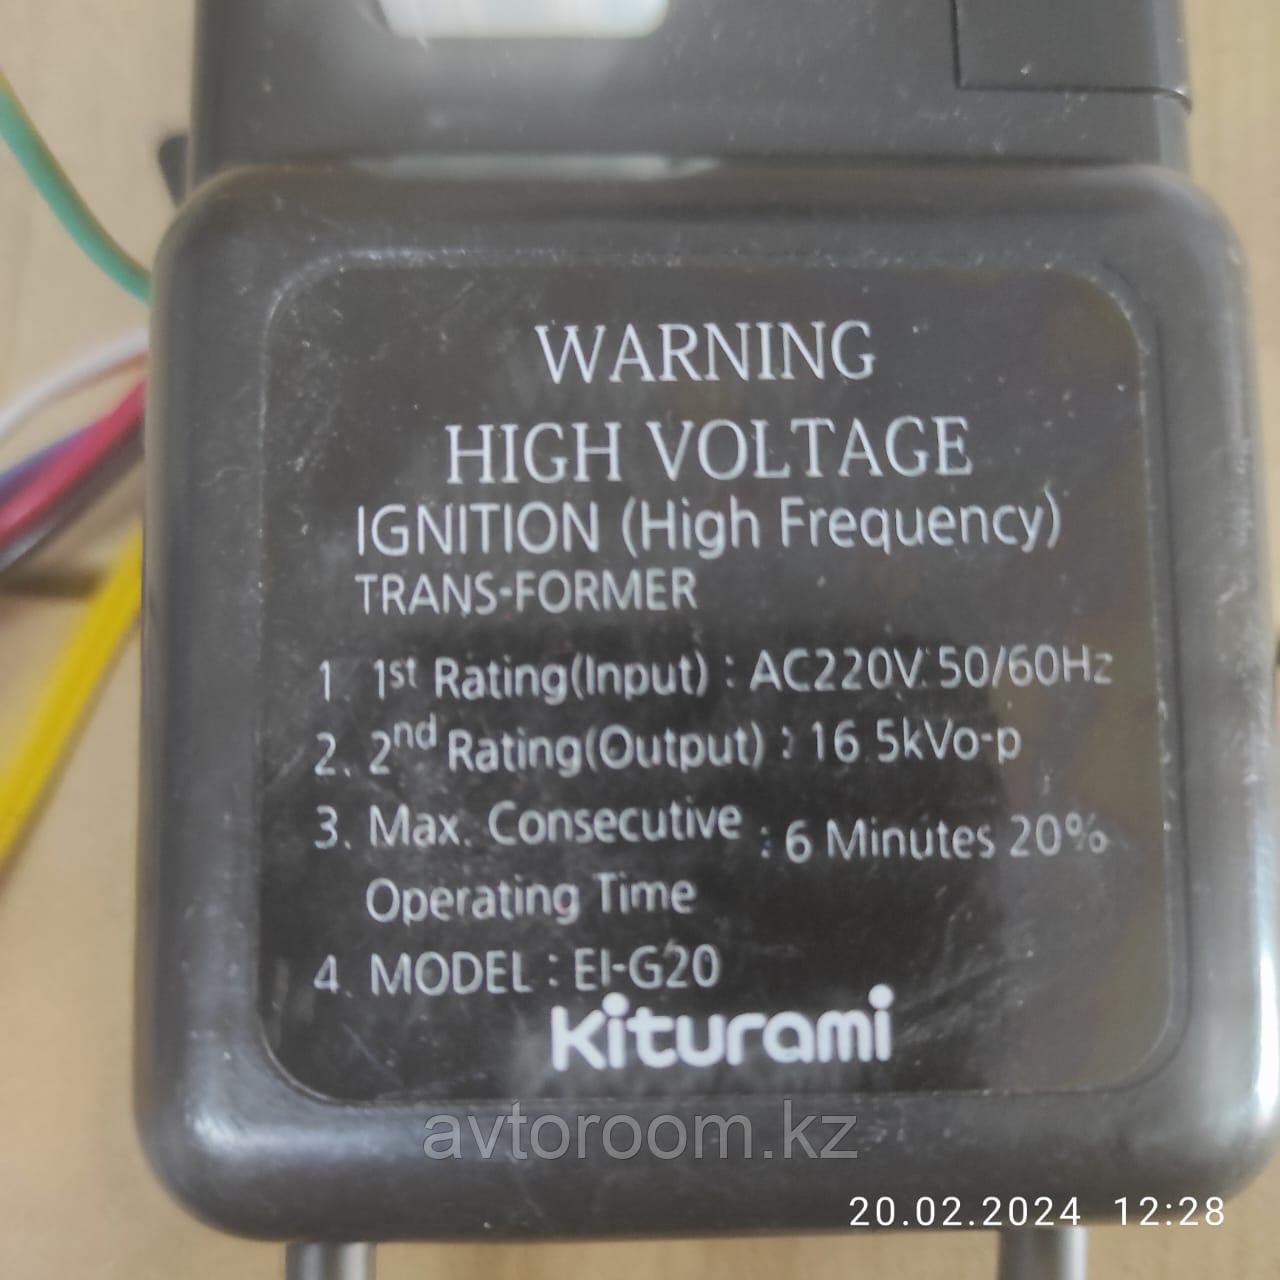 WARNING
HIGH VOLTAGE
IGNITION (High Frequency)
TRANS-FORMER
1. 1st Rating(Input) : AC220V. 50/60Hz
2. 2nd Rating(Output) : 16 5kVo-p
3. Max. Consecutive : 6 Minutes 20%
Operating Time
4. MODEL : EI-G20
Kiturami
avtoroom.kz
20.02.2024 12:28